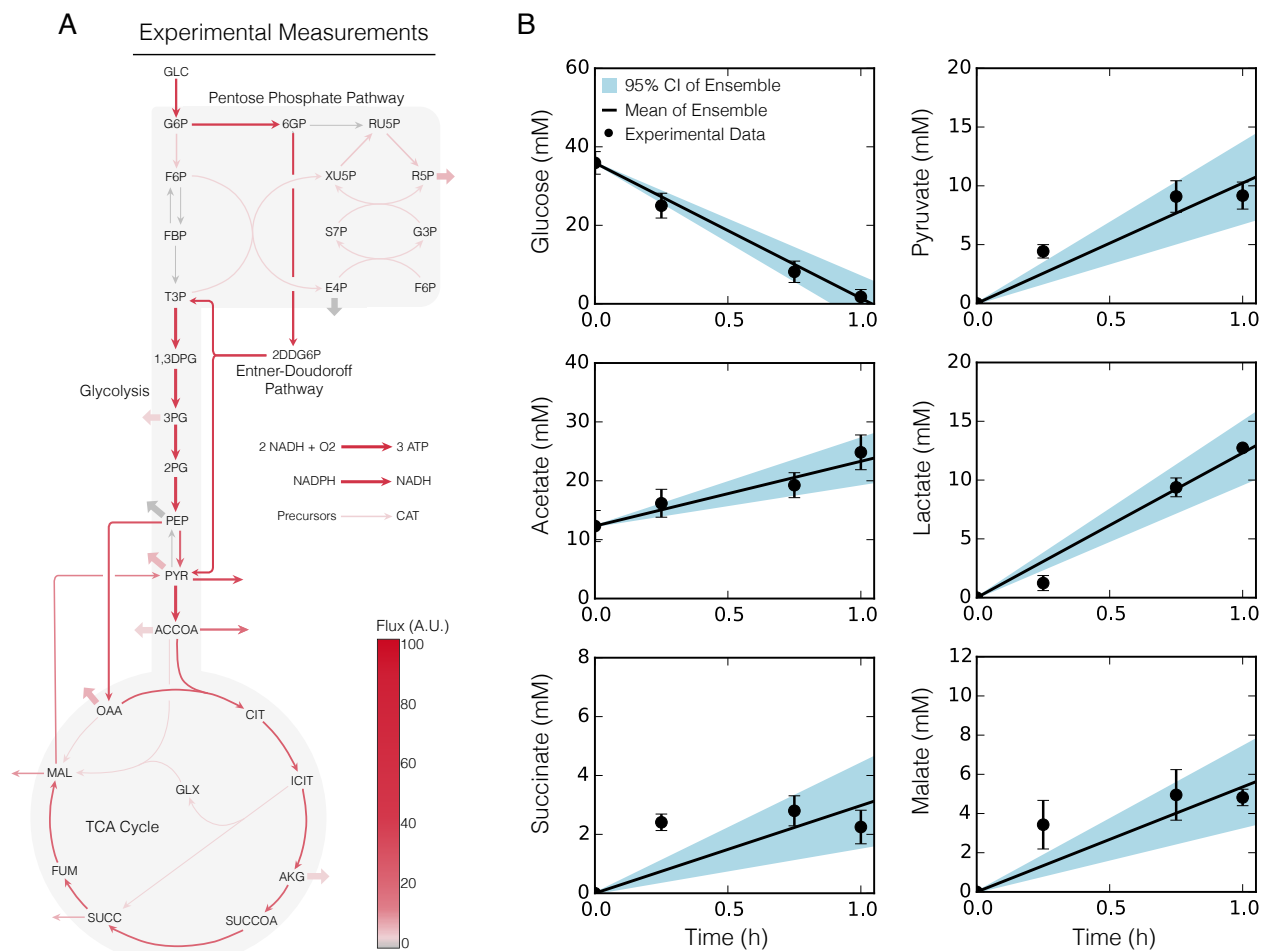 A
Experimental Measurements
GLC
Pentose Phosphate Pathway
G6P
6GP
RU5P
F6P
XU5P
R5P
FBP
S7P
G3P
T3P
E4P
F6P
1,3DPG
2DDG6P
Entner-Doudoroff
Pathway
Glycolysis
3PG
2 NADH + O2
3 ATP
2PG
NADPH
NADH
PEP
Precursors
CAT
PYR
ACCOA
Flux (A.U.)
100
80
60
40
20
0
OAA
CIT
MAL
ICIT
GLX
TCA Cycle
FUM
AKG
SUCC
SUCCOA
B
Glucose (mM)
60
40
20
0
0.0
0.5
1.0
95% CI of Ensemble
Mean of Ensemble
Experimental Data
Pyruvate (mM)
20
15
10
5
0
0.0
0.5
1.0
Acetate (mM)
40
30
20
10
0
0.0
0.5
1.0
Lactate (mM)
20
15
10
5
0
0.0
0.5
1.0
Succinate (mM)
8
6
4
2
0
0.0
0.5
1.0
Time (h)
Malate (mM)
12
10
8
6
4
2
0
0.0
0.5
1.0
Time (h)